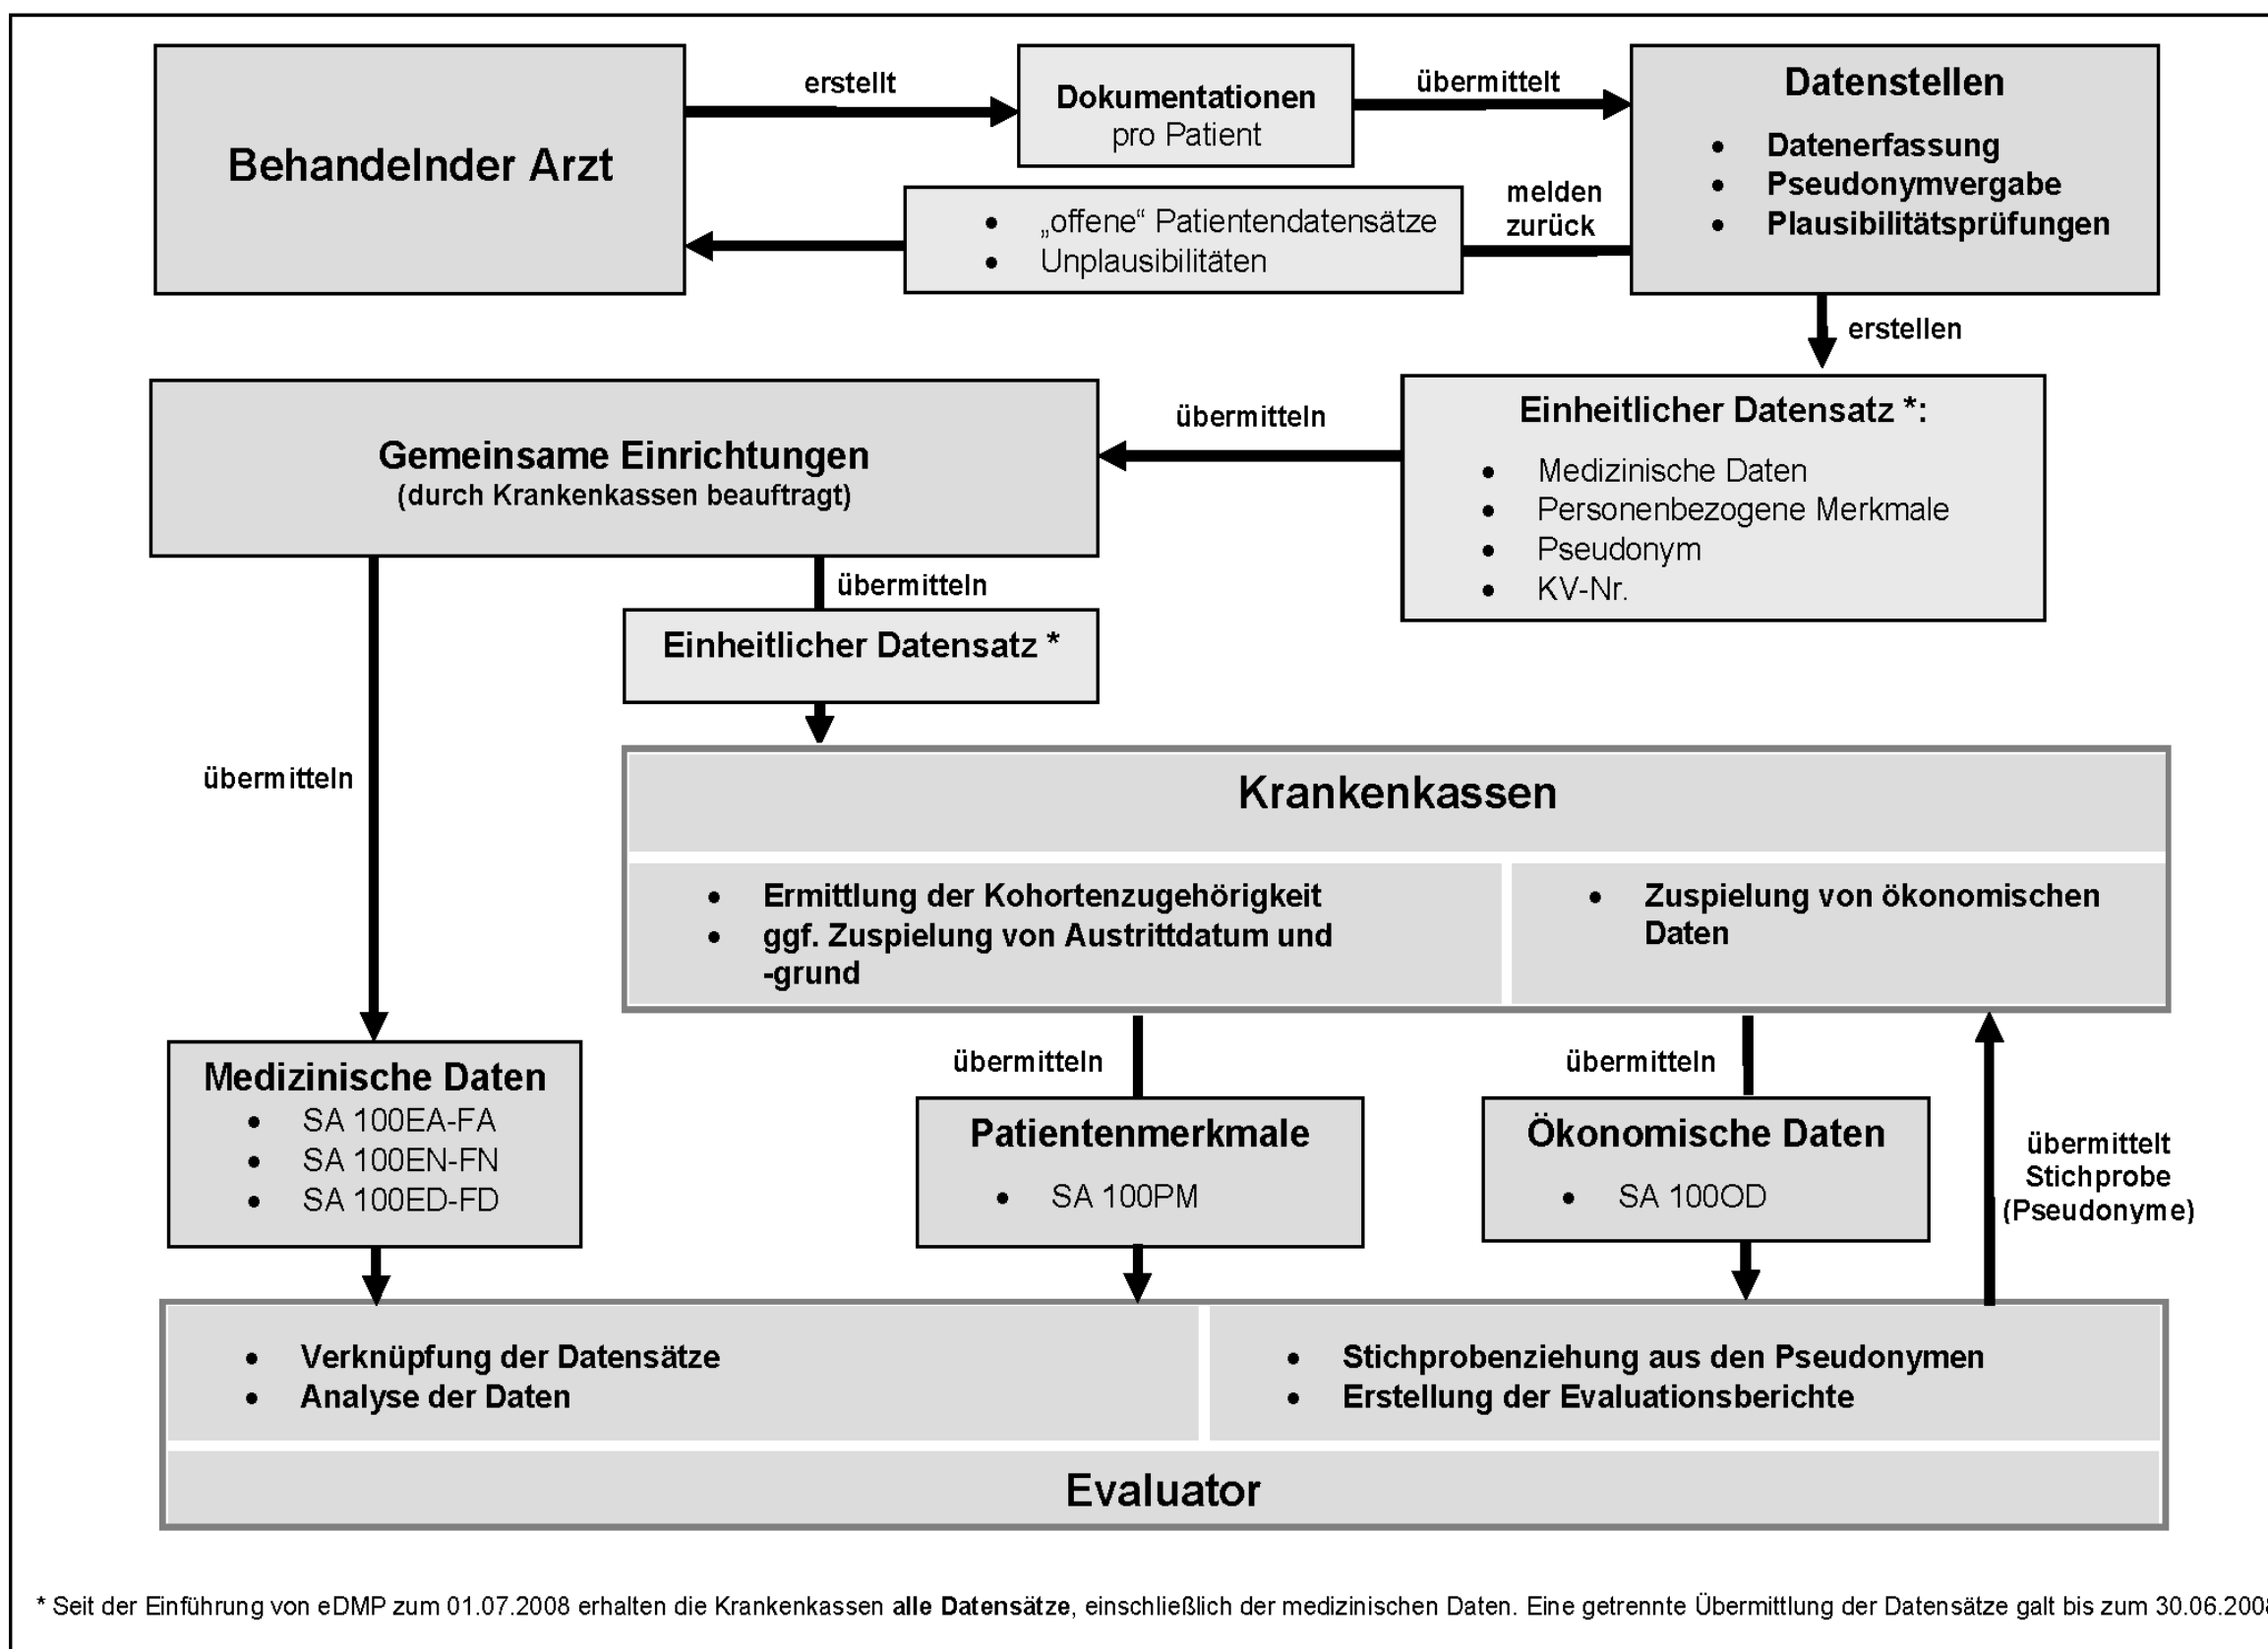 Behandelnder Arzt
erstellt
Dokumentationen
pro Patient
übermittelt
Datenstellen
• Datenerfassung
• Pseudonymvergabe
• Plausibilitätsprüfungen
melden
zurück
• „offene“ Patientendatensätze
• Unplausibilitäten
erstellen
Einheitlicher Datensatz *:
• Medizinische Daten
• Personenbezogene Merkmale
• Pseudonym
• KV-Nr.
übermitteln
Gemeinsame Einrichtungen
(durch Krankenkassen beauftragt)
übermitteln
Einheitlicher Datensatz *
übermitteln
Krankenkassen
• Ermittlung der Kohortenzugehörigkeit
• ggf. Zuspielung von Austrittdatum und
-grund
• Zuspielung von ökonomischen
Daten
übermitteln
übermitteln
Medizinische Daten
• SA 100EA-FA
• SA 100EN-FN
• SA 100ED-FD
Patientenmerkmale
• SA 100PM
Ökonomische Daten
• SA 100OD
übermittelt
Stichprobe
(Pseudonyme)
• Verknüpfung der Datensätze
• Analyse der Daten
• Stichprobenziehung aus den Pseudonymen
• Erstellung der Evaluationsberichte
Evaluator
* Seit der Einführung von eDMP zum 01.07.2008 erhalten die Krankenkassen alle Datensätze, einschließlich der medizinischen Daten. Eine getrennte Übermittlung der Datensätze galt bis zum 30.06.2008